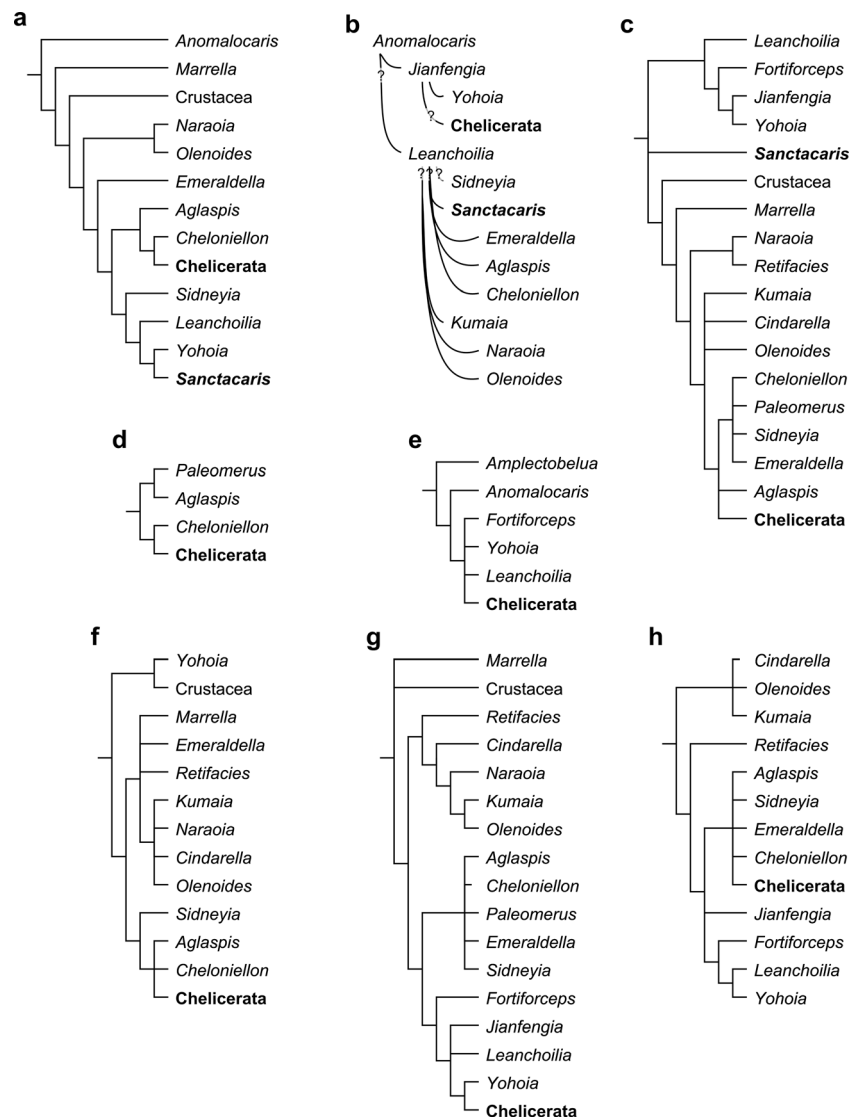 a
Anomalocaris
Marrella
Crustacea
Naraoia
Olenoides
Emeraldella
Aglaspis
Cheloniellon
Chelicerata
Sidneyia
Leanchoilia
Yohoia
Sanctacaris
b
Anomalocaris
?
Jianfengia
Yohoia
?
Chelicerata
Leanchoilia
? ? ?
Sidneyia
Sanctacaris
Emeraldella
Aglaspis
Cheloniellon
Kumaia
Naraoia
Olenoides
c
Leanchoilia
Fortiforceps
Jianfengia
Yohoia
Sanctacaris
Crustacea
Marrella
Naraoia
Retifacies
Kumaia
Cindarella
Olenoides
Cheloniellon
Paleomerus
Sidneyia
Emeraldella
Aglaspis
Chelicerata
d
Paleomerus
Aglaspis
Cheloniellon
Chelicerata
e
Amplectobelua
Anomalocaris
Fortiforceps
Yohoia
Leanchoilia
Chelicerata
f
Yohoia
Crustacea
Marrella
Emeraldella
Retifacies
Kumaia
Naraoia
Cindarella
Olenoides
Sidneyia
Aglaspis
Cheloniellon
Chelicerata
g
Marrella
Crustacea
Retifacies
Cindarella
Naraoia
Kumaia
Olenoides
Aglaspis
Cheloniellon
Paleomerus
Emeraldella
Sidneyia
Fortiforceps
Jianfengia
Leanchoilia
Yohoia
Chelicerata
h
Cindarella
Olenoides
Kumaia
Retifacies
Aglaspis
Sidneyia
Emeraldella
Cheloniellon
Chelicerata
Jianfengia
Fortiforceps
Leanchoilia
Yohoia